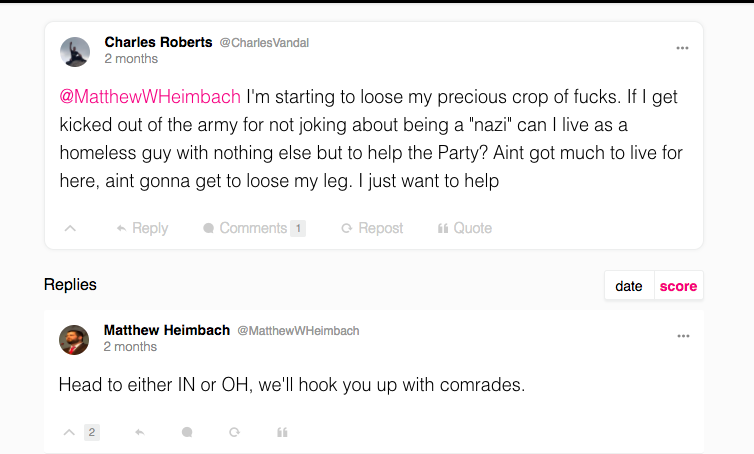 Charles Roberts @CharlesVandal
2 months
@MatthewWHeimbach I'm starting to loose my precious crop of fucks. If I get
kicked out of the army for not joking about being a "nazi" can I live as a
homeless guy with nothing else but to help the Party? Aint got much to live for
here, aint gonna get to loose my leg. I just want to help
Reply Comments 1 Repost Quote
Replies date score
Matthew Heimbach @MatthewWHeimbach
2 months
Head to either IN or OH, we'll hook you up with comrades.
2